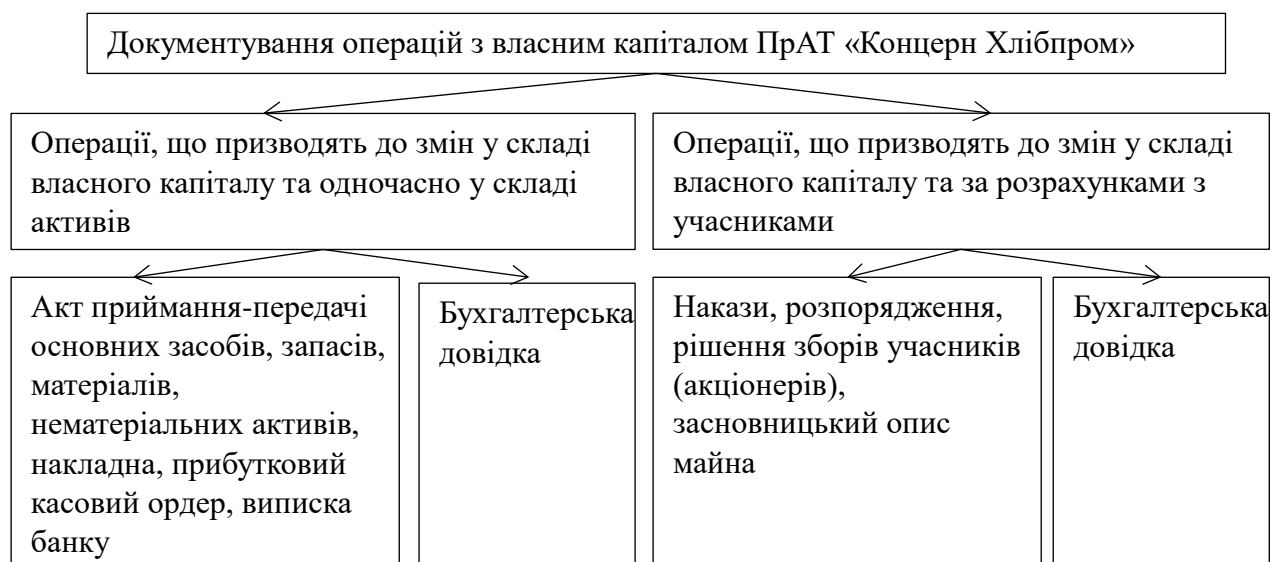 Документування операцій з власним капіталом ПрАТ «Концерн Хлібпром»
Операції, що призводять до змін у складі
власного капіталу та одночасно у складі
активів
Операції, що призводять до змін у складі
власного капіталу та за розрахунками з
учасниками
Акт приймання-передачі
основних засобів, запасів,
матеріалів,
нематеріальних активів,
накладна, прибутковий
касовий ордер, виписка
банку
Бухгалтерська
довідка
Накази, розпорядження,
рішення зборів учасників
(акціонерів),
засновницький опис
майна
Бухгалтерська
довідка